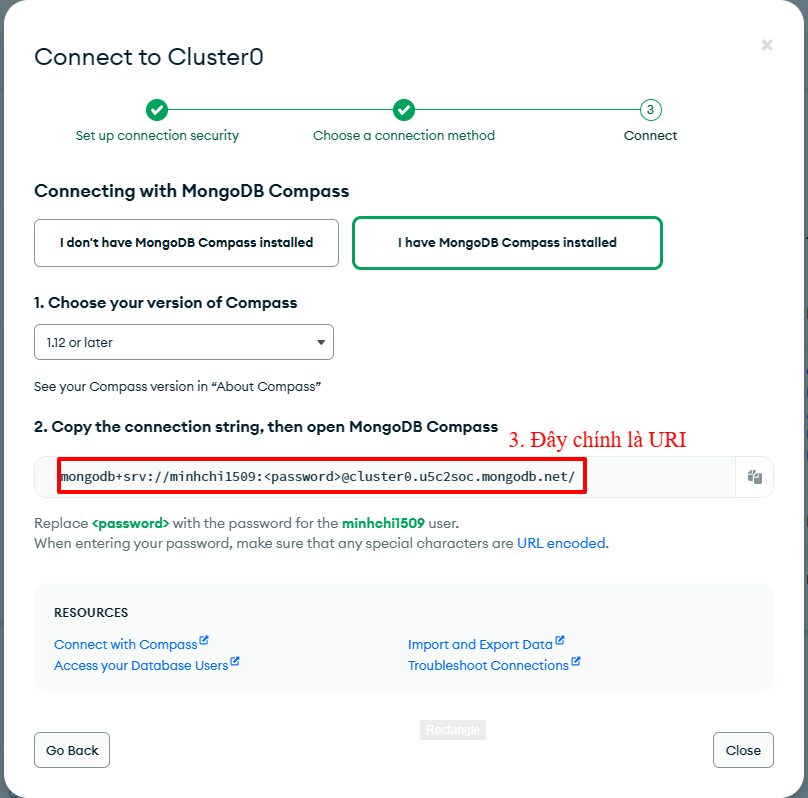 Connect to Cluster0
3
Set up connection security
Choose a connection method
Connect
Connecting with MongoDB Compass
I don't have MongoDB Compass installed
I have MongoDB Compass installed
1. Choose your version of Compass
1.12 or later
See your Compass version in “About Compass”
2. Copy the connection string, then open MongoDB Compass
3. Đây chính là URI
mongodb+srv://minhchi1509:<password>@cluster0.u5c2soc.mongodb.net/
Replace <password> with the password for the minhchi1509 user.
When entering your password, make sure that any special characters are URL encoded.
RESOURCES
Connect with Compass
Import and Export Data
Access your Database Users
Troubleshoot Connections
Rectangle
Go Back
Close